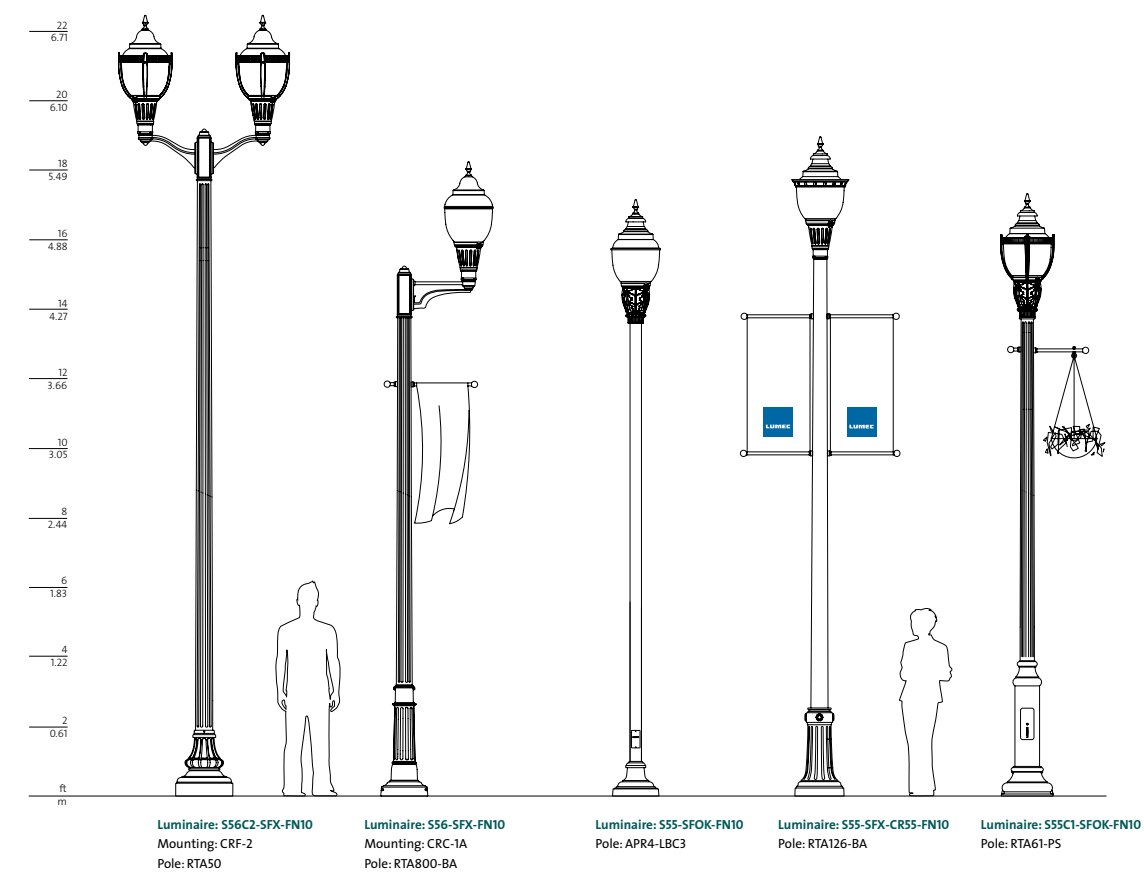 22
6.71
20
6.10
18
5.49
16
4.88
14
4.27
12
3.66
10
3.05
8
2.44
6
1.83
4
1.22
2
0.61
ft
m
LUMEC
LUMEC
Luminaire: S56C2-SFX-FN10
Mounting: CRF-2
Pole: RTA50
Luminaire: S56-SFX-FN10
Mounting: CRC-1A
Pole: RTA800-BA
Luminaire: S55-SFOK-FN10
Pole: APR4-LBC3
Luminaire: S55-SFX-CR55-FN10
Pole: RTA126-BA
Luminaire: S55C1-SFOK-FN10
Pole: RTA61-PS